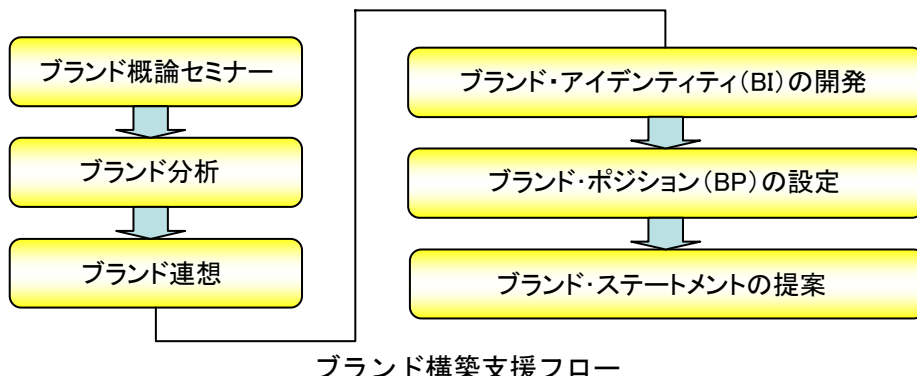 ブランド概論セミナー
ブランド分析
ブランド連想
ブランド・アイデンティティ(BI)の開発
ブランド・ポジション(BP)の設定
ブランド・ステートメントの提案
ブランド構築支援フロー